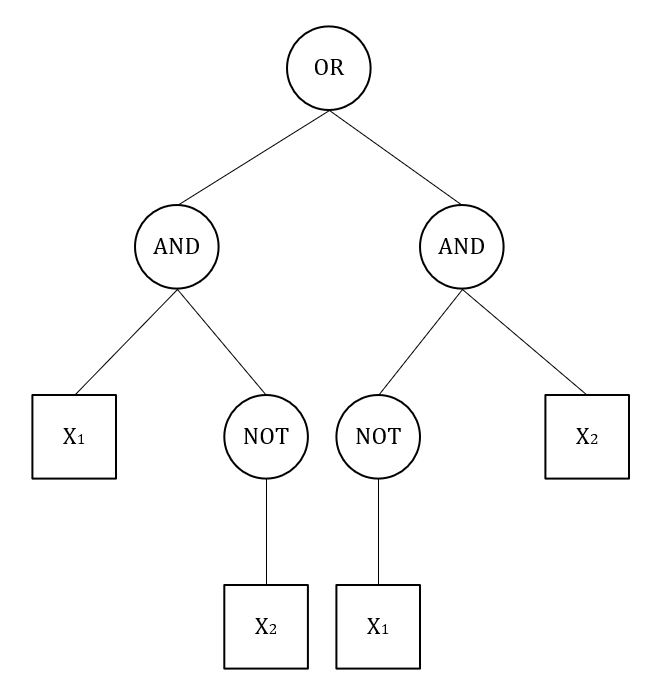 OR
AND AND
X1 NOT NOT X2
X2 X1